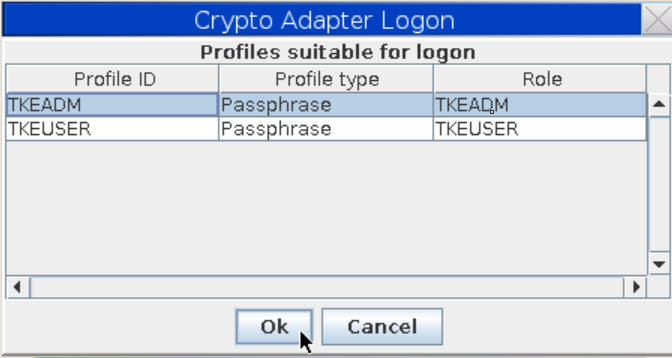 Crypto Adapter Logon
Profiles suitable for logon
Profile ID Profile type Role
TKEADM Passphrase TKEADM
TKEUSER Passphrase TKEUSER
Ok Cancel